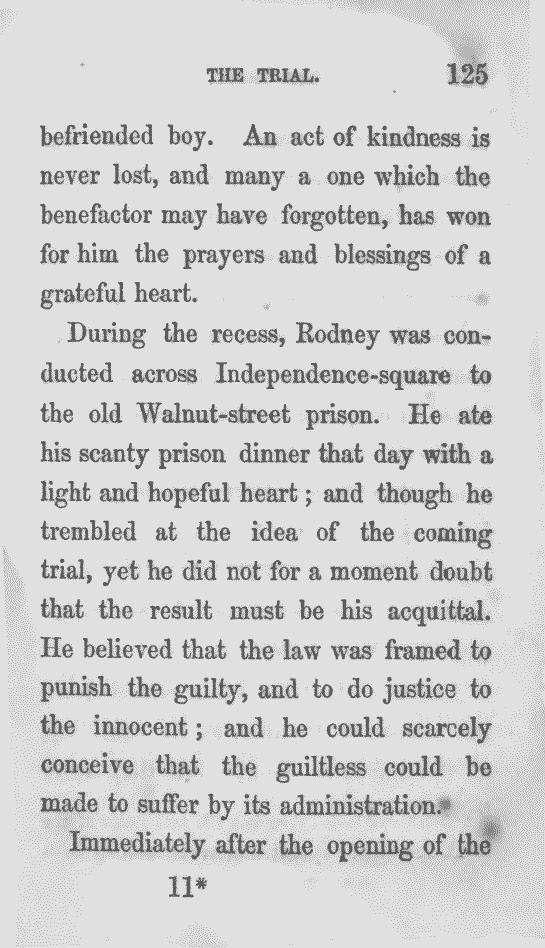 THE TRIAL. 125
befriended boy. An act of kindness is
never lost, and many a one which the
benefactor may have forgotten, has won
for him the prayers and blessings of a
grateful heart.
During the recess, Rodney was con-
ducted across Independence-square to
the old Walnut-street prison. He ate
his scanty prison dinner that day with a
light and hopeful heart; and though he
trembled at the idea of the coming
trial, yet he did not for a moment doubt
that the result must be his acquittal.
He believed that the law was framed to
punish the guilty, and to do justice to
the innocent; and he could scarcely
conceive that the guiltless could be
made to suffer by its administration.
Immediately after the opening of the
11*